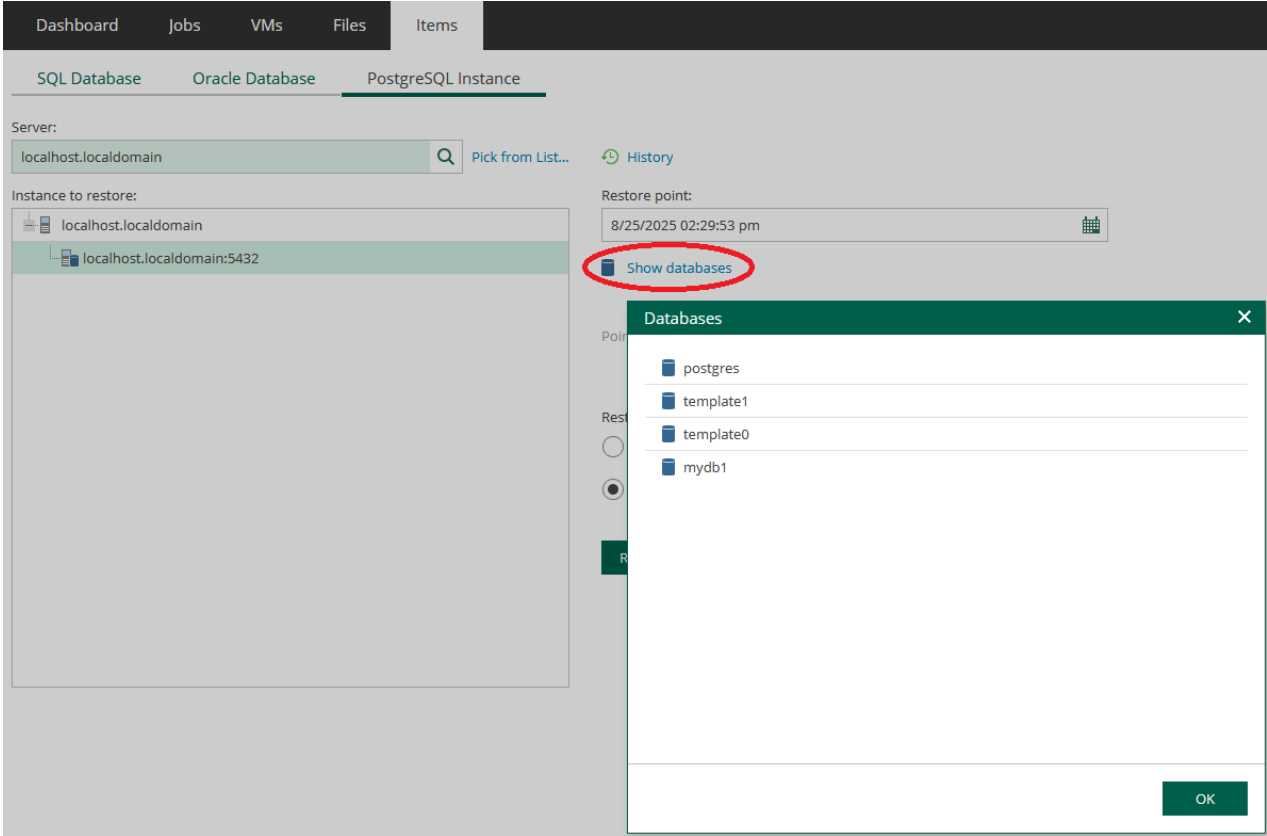 Dashboard Jobs VMs Files Items
SQL Database Oracle Database PostgreSQL Instance
Server:
localhost.localdomain Pick from List... History
Instance to restore: Restore point:
localhost.localdomain 8/25/2025 02:29:53 pm
localhost.localdomain:5432 Show databases
Databases
postgres
template1
template0
mydb1
OK